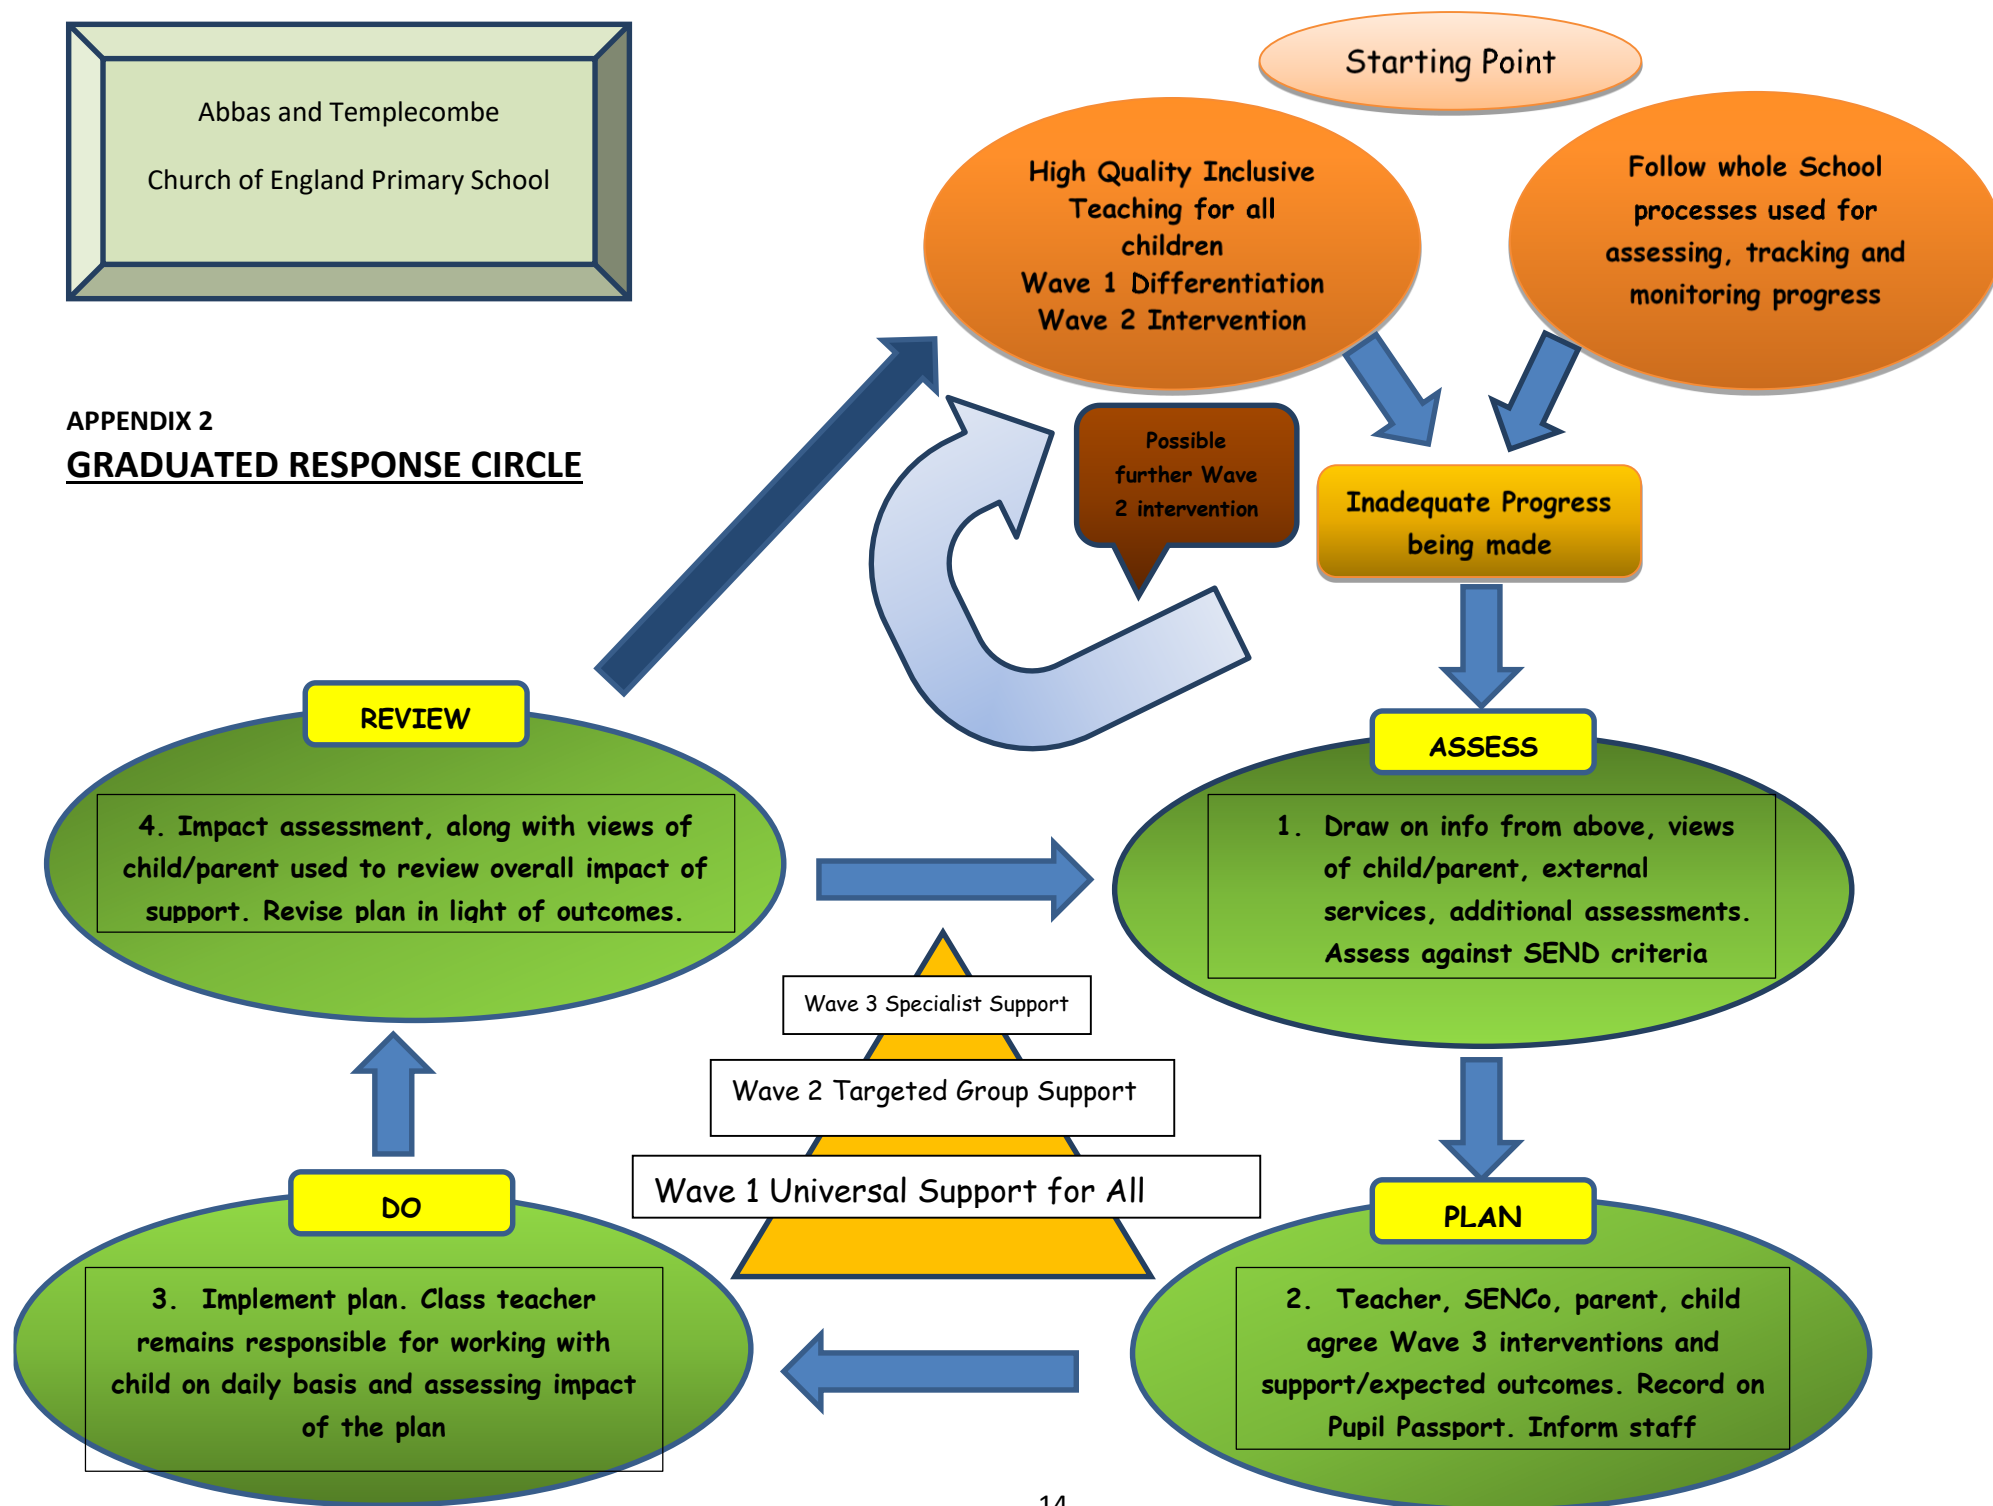 Abbas and Templecombe
Church of England Primary School
APPENDIX 2
GRADUATED RESPONSE CIRCLE
Starting Point
High Quality Inclusive
Teaching for all
children
Wave 1 Differentiation
Wave 2 Intervention
Follow whole School
processes used for
assessing, tracking and
monitoring progress
Possible
further Wave
2 intervention
Inadequate Progress
being made
ASSESS
1. Draw on info from above, views
of child/parent, external
services, additional assessments.
Assess against SEND criteria
PLAN
2. Teacher, SENCo, parent, child
agree Wave 3 interventions and
support/expected outcomes. Record on
Pupil Passport. Inform staff
DO
3. Implement plan. Class teacher
remains responsible for working with
child on daily basis and assessing impact
of the plan
REVIEW
4. Impact assessment, along with views of
child/parent used to review overall impact of
support. Revise plan in light of outcomes.
Wave 3 Specialist Support
Wave 2 Targeted Group Support
Wave 1 Universal Support for All
14